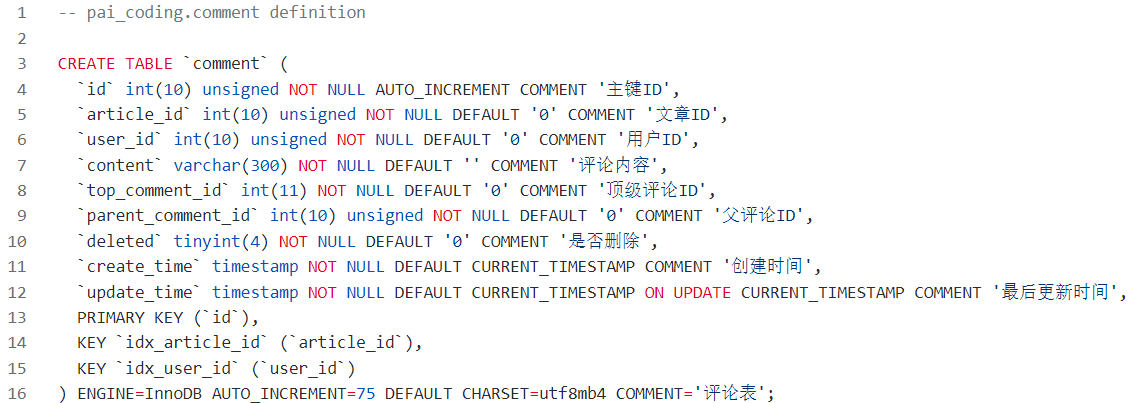 1 -- pai_coding.comment definition
2
3 CREATE TABLE `comment` (
4 `id` int(10) unsigned NOT NULL AUTO_INCREMENT COMMENT '主键ID',
5 `article_id` int(10) unsigned NOT NULL DEFAULT '0' COMMENT '文章ID',
6 `user_id` int(10) unsigned NOT NULL DEFAULT '0' COMMENT '用户ID',
7 `content` varchar(300) NOT NULL DEFAULT '' COMMENT '评论内容',
8 `top_comment_id` int(11) NOT NULL DEFAULT '0' COMMENT '顶级评论ID',
9 `parent_comment_id` int(10) unsigned NOT NULL DEFAULT '0' COMMENT '父评论ID',
10 `deleted` tinyint(4) NOT NULL DEFAULT '0' COMMENT '是否删除',
11 `create_time` timestamp NOT NULL DEFAULT CURRENT_TIMESTAMP COMMENT '创建时间',
12 `update_time` timestamp NOT NULL DEFAULT CURRENT_TIMESTAMP ON UPDATE CURRENT_TIMESTAMP COMMENT '最后更新时间',
13 PRIMARY KEY (`id`),
14 KEY `idx_article_id` (`article_id`),
15 KEY `idx_user_id` (`user_id`)
16 ) ENGINE=InnoDB AUTO_INCREMENT=75 DEFAULT CHARSET=utf8mb4 COMMENT='评论表';